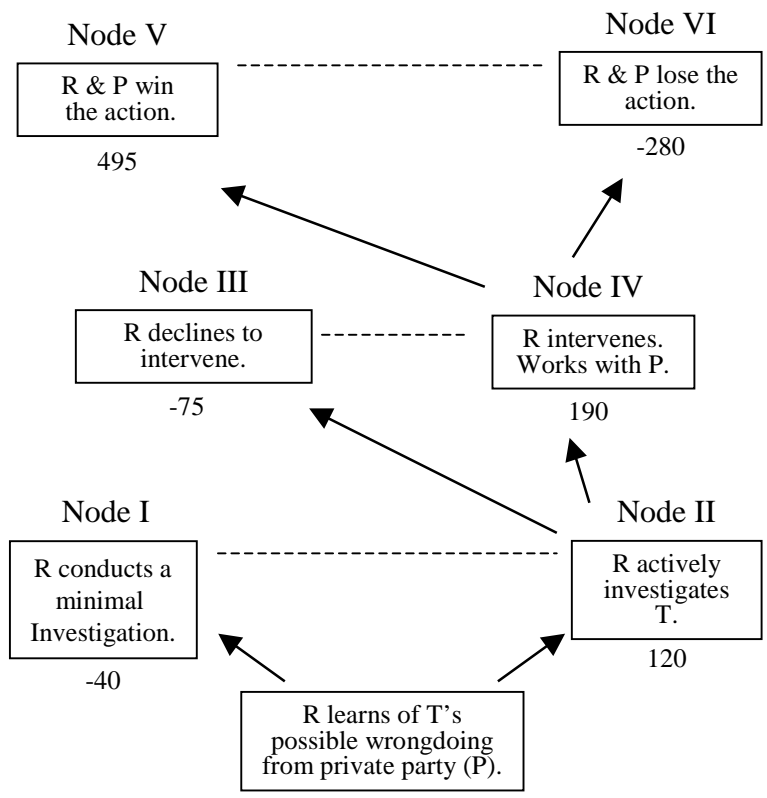 Node V
R & P win
the action.
495
Node VI
R & P lose the
action.
-280
Node III
R declines to
intervene.
-75
Node IV
R intervenes.
Works with P.
190
Node I
R conducts a
minimal
Investigation.
-40
Node II
R actively
investigates
T.
120
R learns of T's
possible wrongdoing
from private party (P).